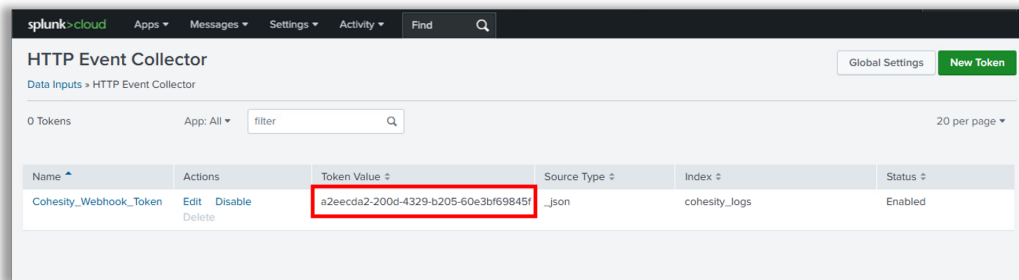 splunk>cloud Apps ▾ Messages ▾ Settings ▾ Activity ▾ Find
HTTP Event Collector
Global Settings New Token
Data Inputs » HTTP Event Collector
0 Tokens App: All ▾ filter 20 per page ▾
Name Actions Token Value Source Type Index Status
Cohesity_Webhook_Token Edit Disable a2eecda2-200d-4329-b205-60e3bf69845f _json cohesity_logs Enabled
Delete